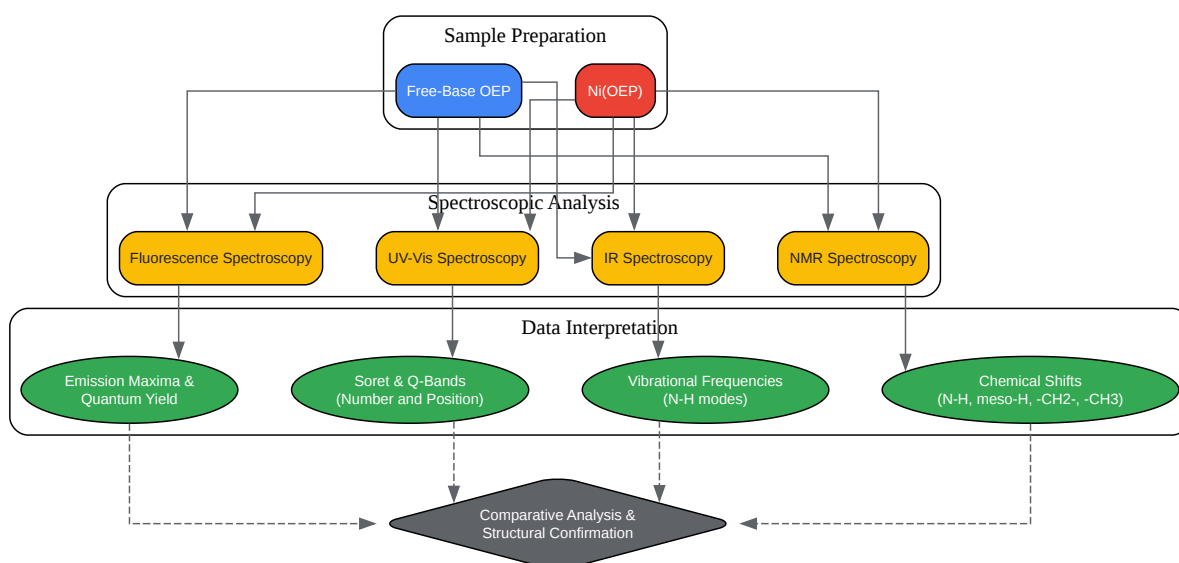 Sample Preparation
Free-Base OEP
Ni(OEP)
Spectroscopic Analysis
Fluorescence Spectroscopy
UV-Vis Spectroscopy
IR Spectroscopy
NMR Spectroscopy
Data Interpretation
Emission Maxima &
Quantum Yield
Soret & Q-Bands
(Number and Position)
Vibrational Frequencies
(N-H modes)
Chemical Shifts
(N-H, meso-H, -CH2-, -CH3)
Comparative Analysis &
Structural Confirmation